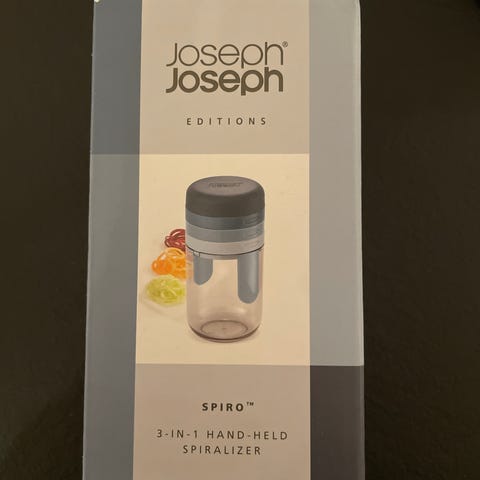 Joseph®
Joseph
EDITIONS
SPIRO™
3-IN-1 HAND-HELD
SPIRALIZER